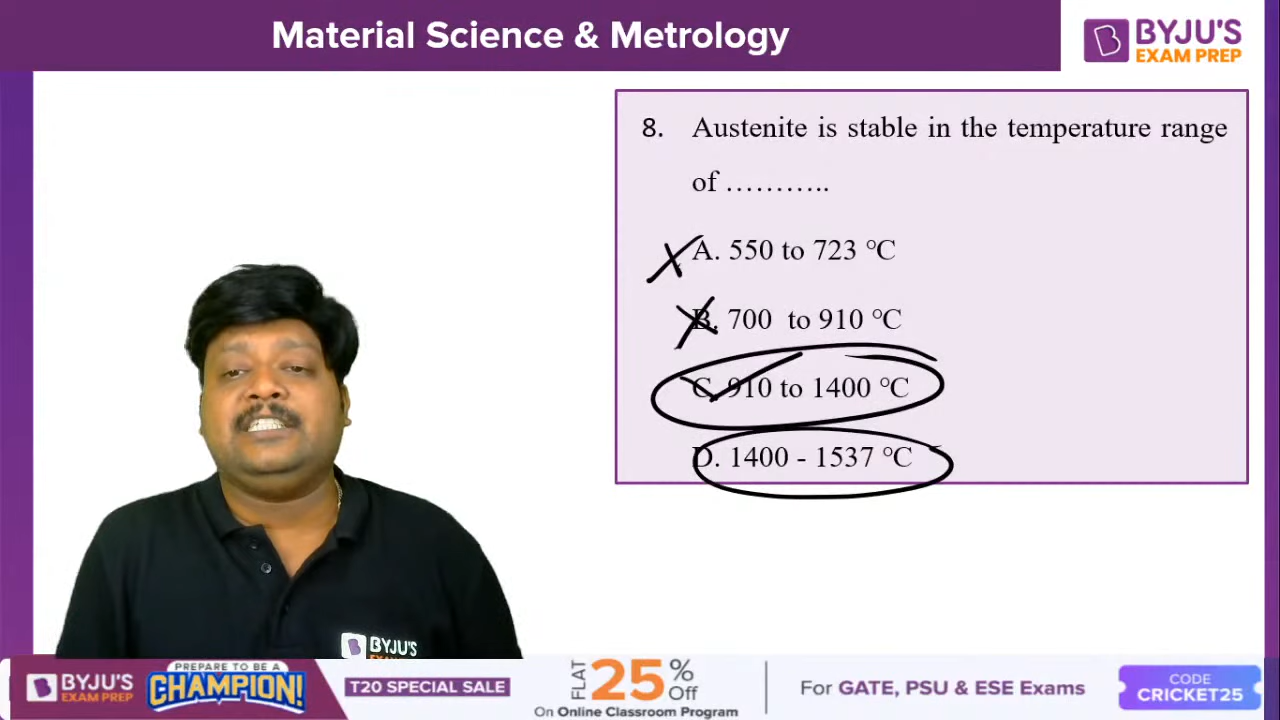 Material Science & Metrology
BYJU'S
EXAM PREP
8. Austenite is stable in the temperature range
of ………..
A. 550 to 723 °C
B. 700 to 910 °C
C. 910 to 1400 °C
D. 1400 - 1537 °C
BYJU'S
EXAM PREP
BYJU'S
EXAM PREP
PREPARE TO BE A
CHAMPION!
T20 SPECIAL SALE
FLAT
25%
Off
On Online Classroom Program
For GATE, PSU & ESE Exams
CODE
CRICKET25